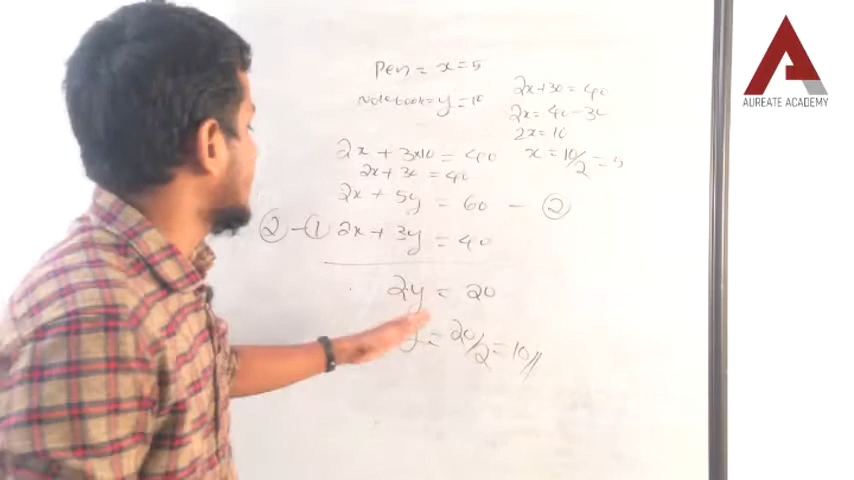 Pen = x = 5
Notebook = y = 10
2x + 3×10 = 40
2x + 30 = 40
2x + 5y = 60 - ②
② - ① 2x + 3y = 40
2y = 20
y = 20/2 = 10//
2x + 30 = 40
2x = 40 - 30
2x = 10
x = 10/2 = 5
AUREATE ACADEMY